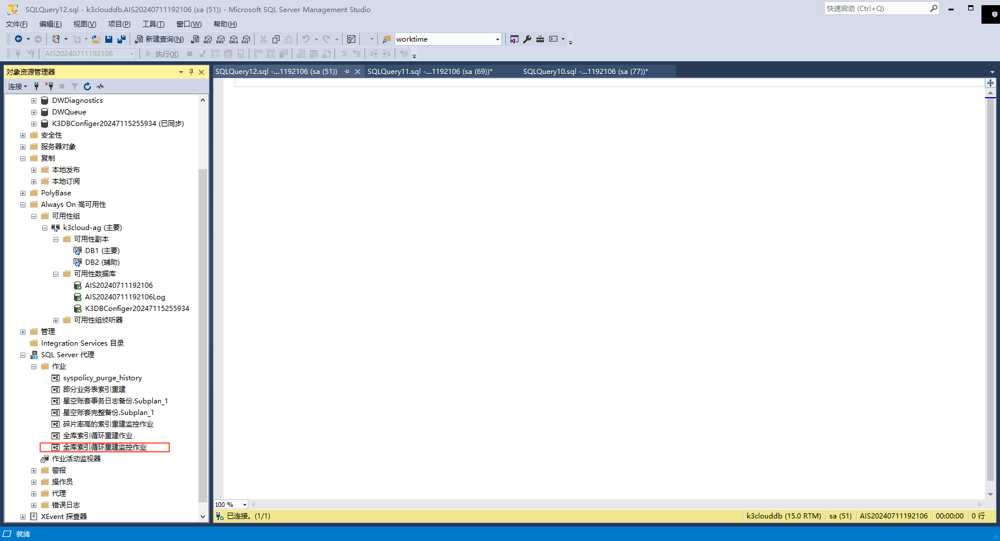 SQLQuery12.sql - k3clouddb.AIS20240711192106 (sa (51)) - Microsoft SQL Server Management Studio
快速启动 (Ctrl+Q)
文件(F) 编辑(E) 视图(V) 项目(P) 工具(T) 窗口(W) 帮助(H)
新建查询(N) MDX DMX XMLA DAX worktime
AIS20240711192106 执行(X)
对象资源管理器
SQLQuery12.sql -...1192106 (sa (51)) SQLQuery11.sql -...1192106 (sa (69))* SQLQuery10.sql -...1192106 (sa (77))*
连接
DWDiagnostics
DWQueue
K3DBConfiger20247115255934 (已同步)
安全性
服务器对象
复制
本地发布
本地订阅
PolyBase
Always On 高可用性
可用性组
k3cloud-ag (主要)
可用性副本
DB1 (主要)
DB2 (辅助)
可用性数据库
AIS20240711192106
AIS20240711192106Log
K3DBConfiger20247115255934
可用性组侦听器
管理
Integration Services 目录
SQL Server 代理
作业
syspolicy_purge_history
部分业务表索引重建
星空账套事务日志备份.Subplan_1
星空账套完整备份.Subplan_1
碎片率高的索引重建监控作业
全库索引循环重建作业
全库索引循环重建监控作业
作业活动监视器
警报
操作员
代理
错误日志
XEvent 探查器
100 %
已连接。(1/1) k3clouddb (15.0 RTM) sa (51) AIS20240711192106 00:00:00 0 行
就绪